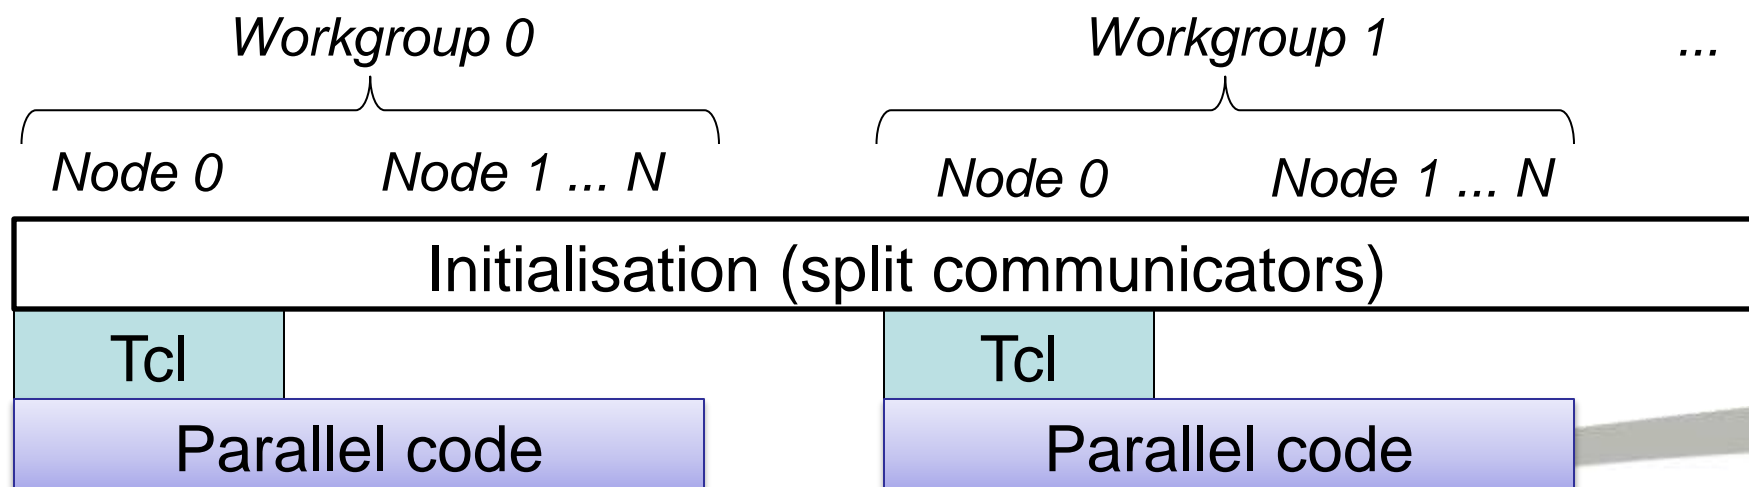 Workgroup 0 Workgroup 1 ...
Node 0 Node 1 ... N Node 0 Node 1 ... N
Initialisation (split communicators)
Tcl Tcl
Parallel code Parallel code